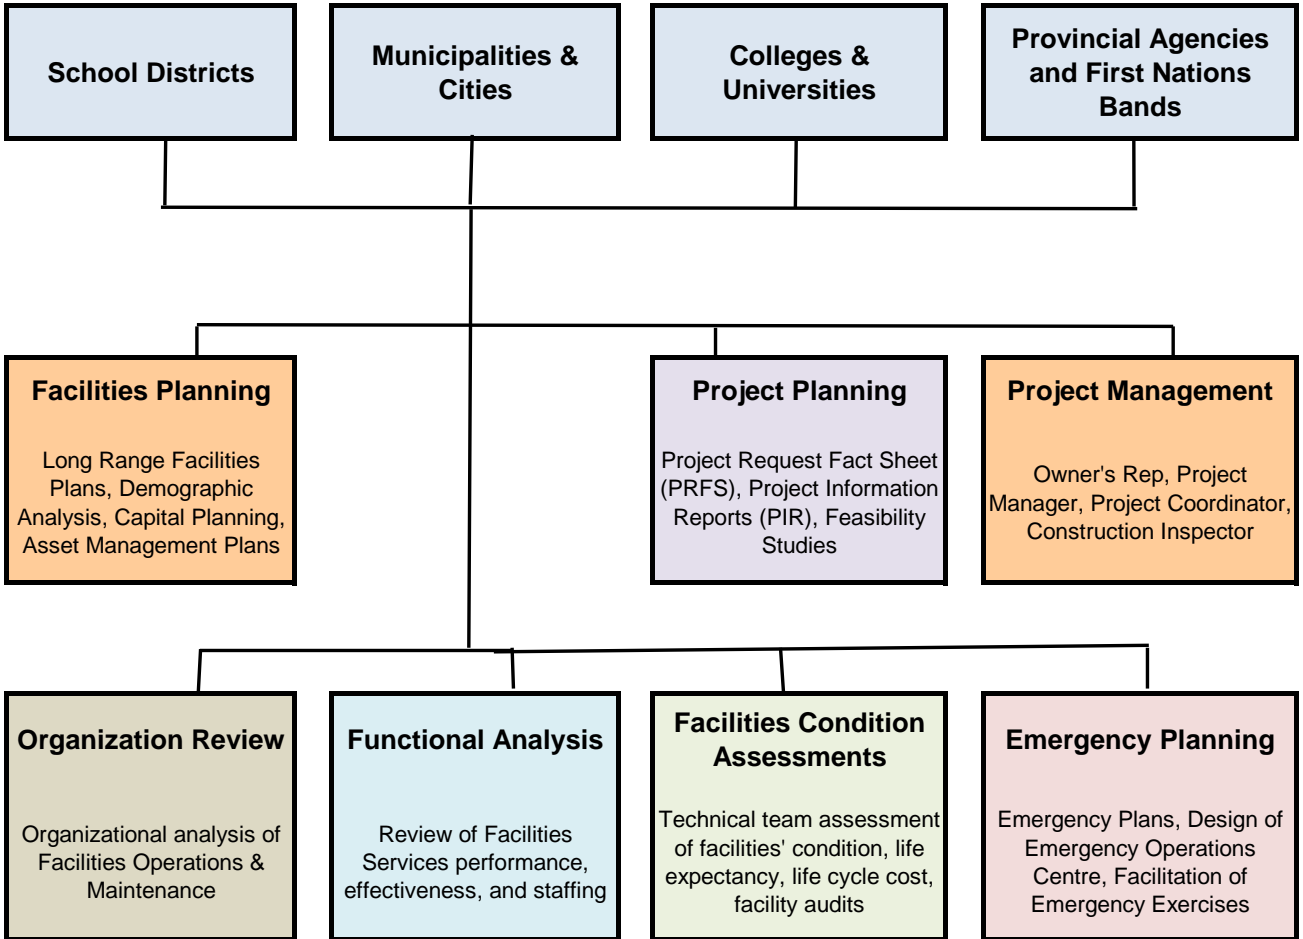 School Districts
Municipalities &
Cities
Colleges &
Universities
Provincial Agencies
and First Nations
Bands
Facilities Planning
Long Range Facilities
Plans, Demographic
Analysis, Capital Planning,
Asset Management Plans
Project Planning
Project Request Fact Sheet
(PRFS), Project Information
Reports (PIR), Feasibility
Studies
Project Management
Owner's Rep, Project
Manager, Project Coordinator,
Construction Inspector
Organization Review
Organizational analysis of
Facilities Operations &
Maintenance
Functional Analysis
Review of Facilities
Services performance,
effectiveness, and staffing
Facilities Condition
Assessments
Technical team assessment
of facilities' condition, life
expectancy, life cycle cost,
facility audits
Emergency Planning
Emergency Plans, Design of
Emergency Operations
Centre, Facilitation of
Emergency Exercises